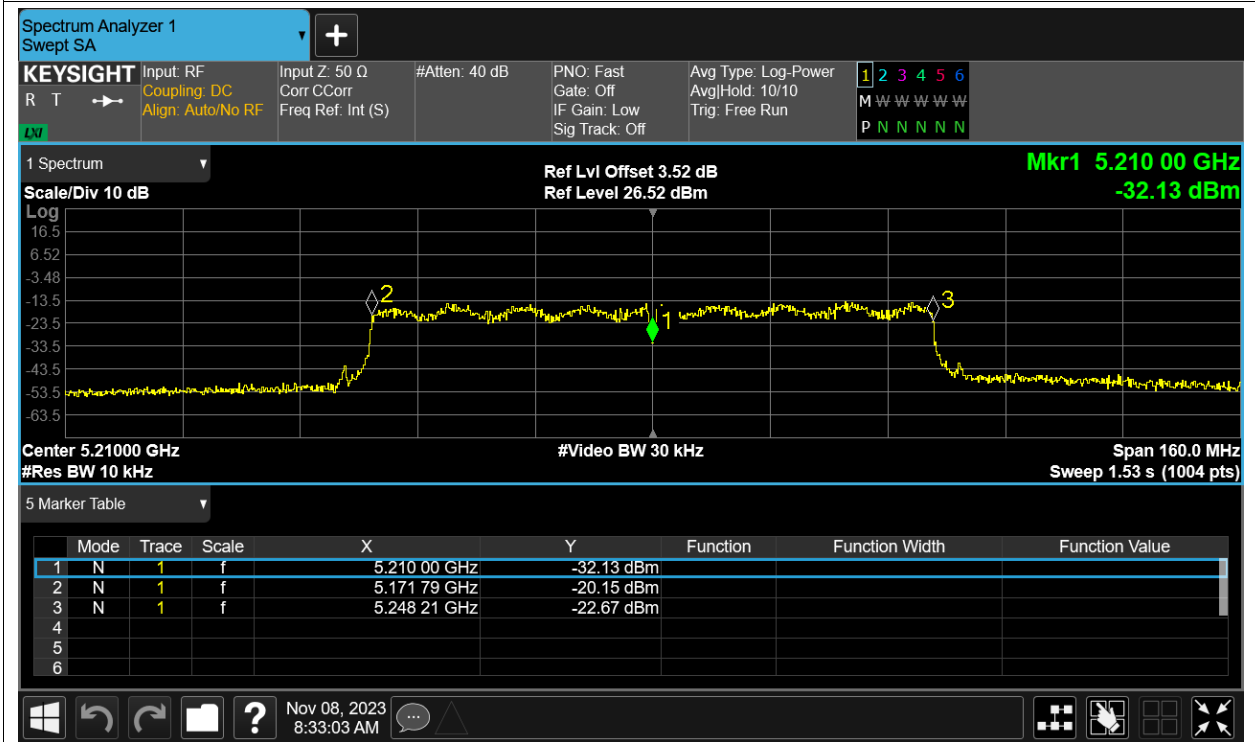 Spectrum Analyzer 1
Swept SA
+
KEYSIGHT
R T
LXI
Input: RF
Coupling: DC
Align: Auto/No RF
Input Z: 50 Ω
Corr CCorr
Freq Ref: Int (S)
#Atten: 40 dB
PNO: Fast
Gate: Off
IF Gain: Low
Sig Track: Off
Avg Type: Log-Power
Avg|Hold: 10/10
Trig: Free Run
1 2 3 4 5 6
M W W W W W
P N N N N N
1 Spectrum
Scale/Div 10 dB
Ref Lvl Offset 3.52 dB
Ref Level 26.52 dBm
Mkr1 5.210 00 GHz
-32.13 dBm
Log
16.5
6.52
-3.48
-13.5
-23.5
-33.5
-43.5
-53.5
-63.5
2
1
3
Center 5.21000 GHz
#Video BW 30 kHz
Span 160.0 MHz
#Res BW 10 kHz
Sweep 1.53 s (1004 pts)
5 Marker Table
Mode Trace Scale X Y Function Function Width Function Value
1 N 1 f 5.210 00 GHz -32.13 dBm
2 N 1 f 5.171 79 GHz -20.15 dBm
3 N 1 f 5.248 21 GHz -22.67 dBm
4
5
6
?
Nov 08, 2023
8:33:03 AM